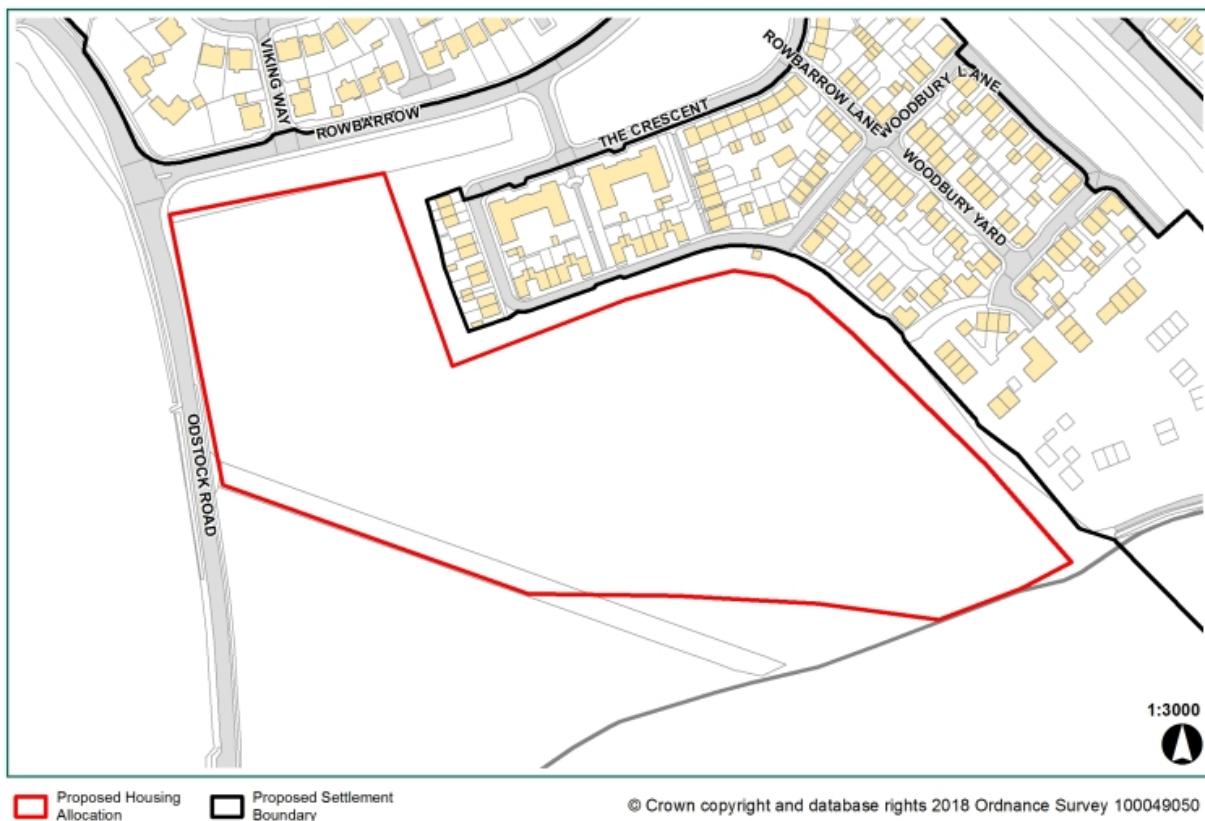 VIKING WAY
ROWBARROW
THE CRESCENT
ROWBARROW LANE
WOODBURY LANE
WOODBURY YARD
ODSTOCK ROAD
1:3000
Proposed Housing
Allocation
Proposed Settlement
Boundary
© Crown copyright and database rights 2018 Ordnance Survey 100049050